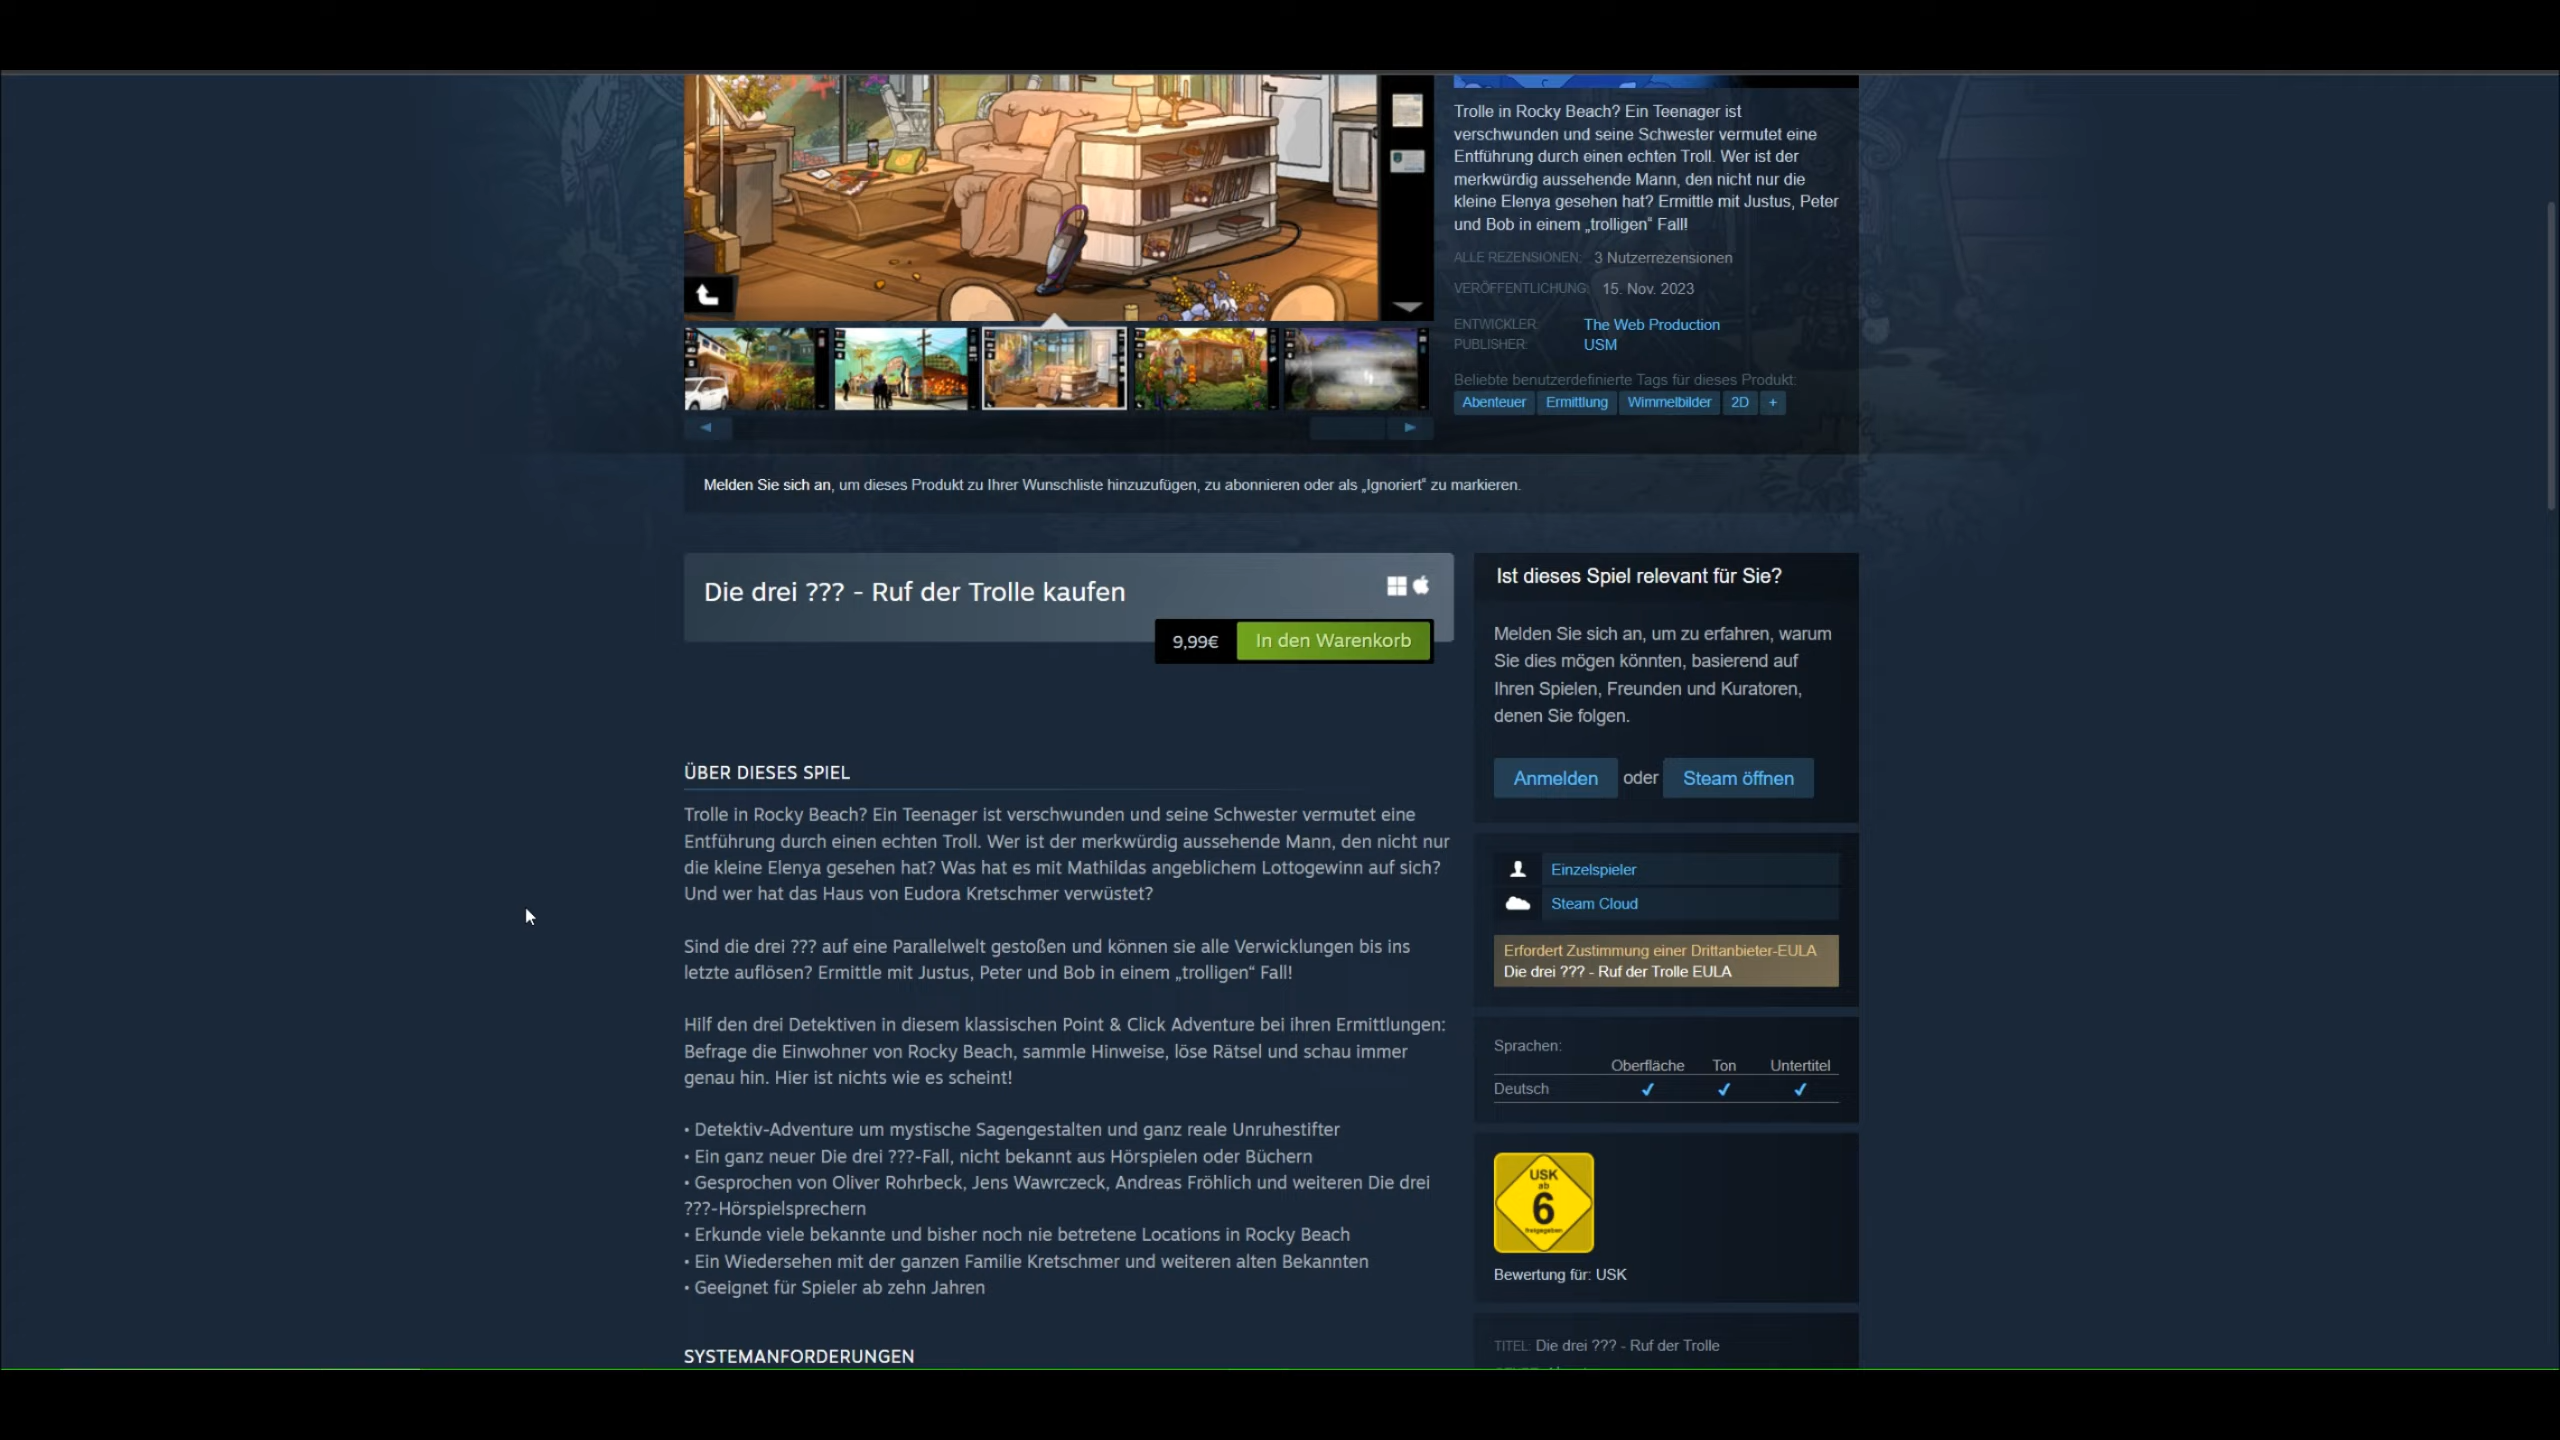 Trolle in Rocky Beach? Ein Teenager ist
verschwunden und seine Schwester vermutet eine
Entführung durch einen echten Troll. Wer ist der
merkwürdig aussehende Mann, den nicht nur die
kleine Elenya gesehen hat? Ermittle mit Justus, Peter
und Bob in einem „trolligen“ Fall!
ALLE REZENSIONEN: 3 Nutzerrezensionen
VERÖFFENTLICHUNG: 15. Nov. 2023
ENTWICKLER: The Web Production
PUBLISHER: USM
Beliebte benutzerdefinierte Tags für dieses Produkt:
Abenteuer Ermittlung Wimmelbilder 2D +
Melden Sie sich an, um dieses Produkt zu Ihrer Wunschliste hinzuzufügen, zu abonnieren oder als „Ignoriert“ zu markieren.
Die drei ??? - Ruf der Trolle kaufen
9,99€ In den Warenkorb
ÜBER DIESES SPIEL
Trolle in Rocky Beach? Ein Teenager ist verschwunden und seine Schwester vermutet eine
Entführung durch einen echten Troll. Wer ist der merkwürdig aussehende Mann, den nicht nur
die kleine Elenya gesehen hat? Was hat es mit Mathildas angeblichem Lottogewinn auf sich?
Und wer hat das Haus von Eudora Kretschmer verwüstet?
Sind die drei ??? auf eine Parallelwelt gestoßen und können sie alle Verwicklungen bis ins
letzte auflösen? Ermittle mit Justus, Peter und Bob in einem „trolligen“ Fall!
Hilf den drei Detektiven in diesem klassischen Point & Click Adventure bei ihren Ermittlungen:
Befrage die Einwohner von Rocky Beach, sammle Hinweise, löse Rätsel und schau immer
genau hin. Hier ist nichts wie es scheint!
• Detektiv-Adventure um mystische Sagengestalten und ganz reale Unruhestifter
• Ein ganz neuer Die drei ???-Fall, nicht bekannt aus Hörspielen oder Büchern
• Gesprochen von Oliver Rohrbeck, Jens Wawrczeck, Andreas Fröhlich und weiteren Die drei
???-Hörspielsprechern
• Erkunde viele bekannte und bisher noch nie betretene Locations in Rocky Beach
• Ein Wiedersehen mit der ganzen Familie Kretschmer und weiteren alten Bekannten
• Geeignet für Spieler ab zehn Jahren
SYSTEMANFORDERUNGEN
Ist dieses Spiel relevant für Sie?
Melden Sie sich an, um zu erfahren, warum
Sie dies mögen könnten, basierend auf
Ihren Spielen, Freunden und Kuratoren,
denen Sie folgen.
Anmelden oder Steam öffnen
Einzelspieler
Steam Cloud
Erfordert Zustimmung einer Drittanbieter-EULA
Die drei ??? - Ruf der Trolle EULA
Sprachen:
Oberfläche Ton Untertitel
Deutsch ✔ ✔ ✔
USK
ab
6
freigegeben
Bewertung für: USK
TITEL: Die drei ??? - Ruf der Trolle